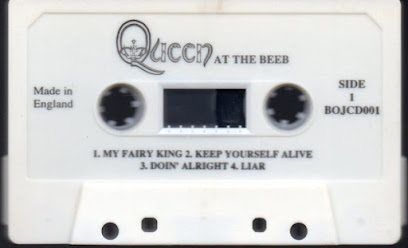 Queen AT THE BEEB
Made in
England
SIDE
1
BOJCD001
1. MY FAIRY KING 2. KEEP YOURSELF ALIVE
3. DOIN' ALRIGHT 4. LIAR